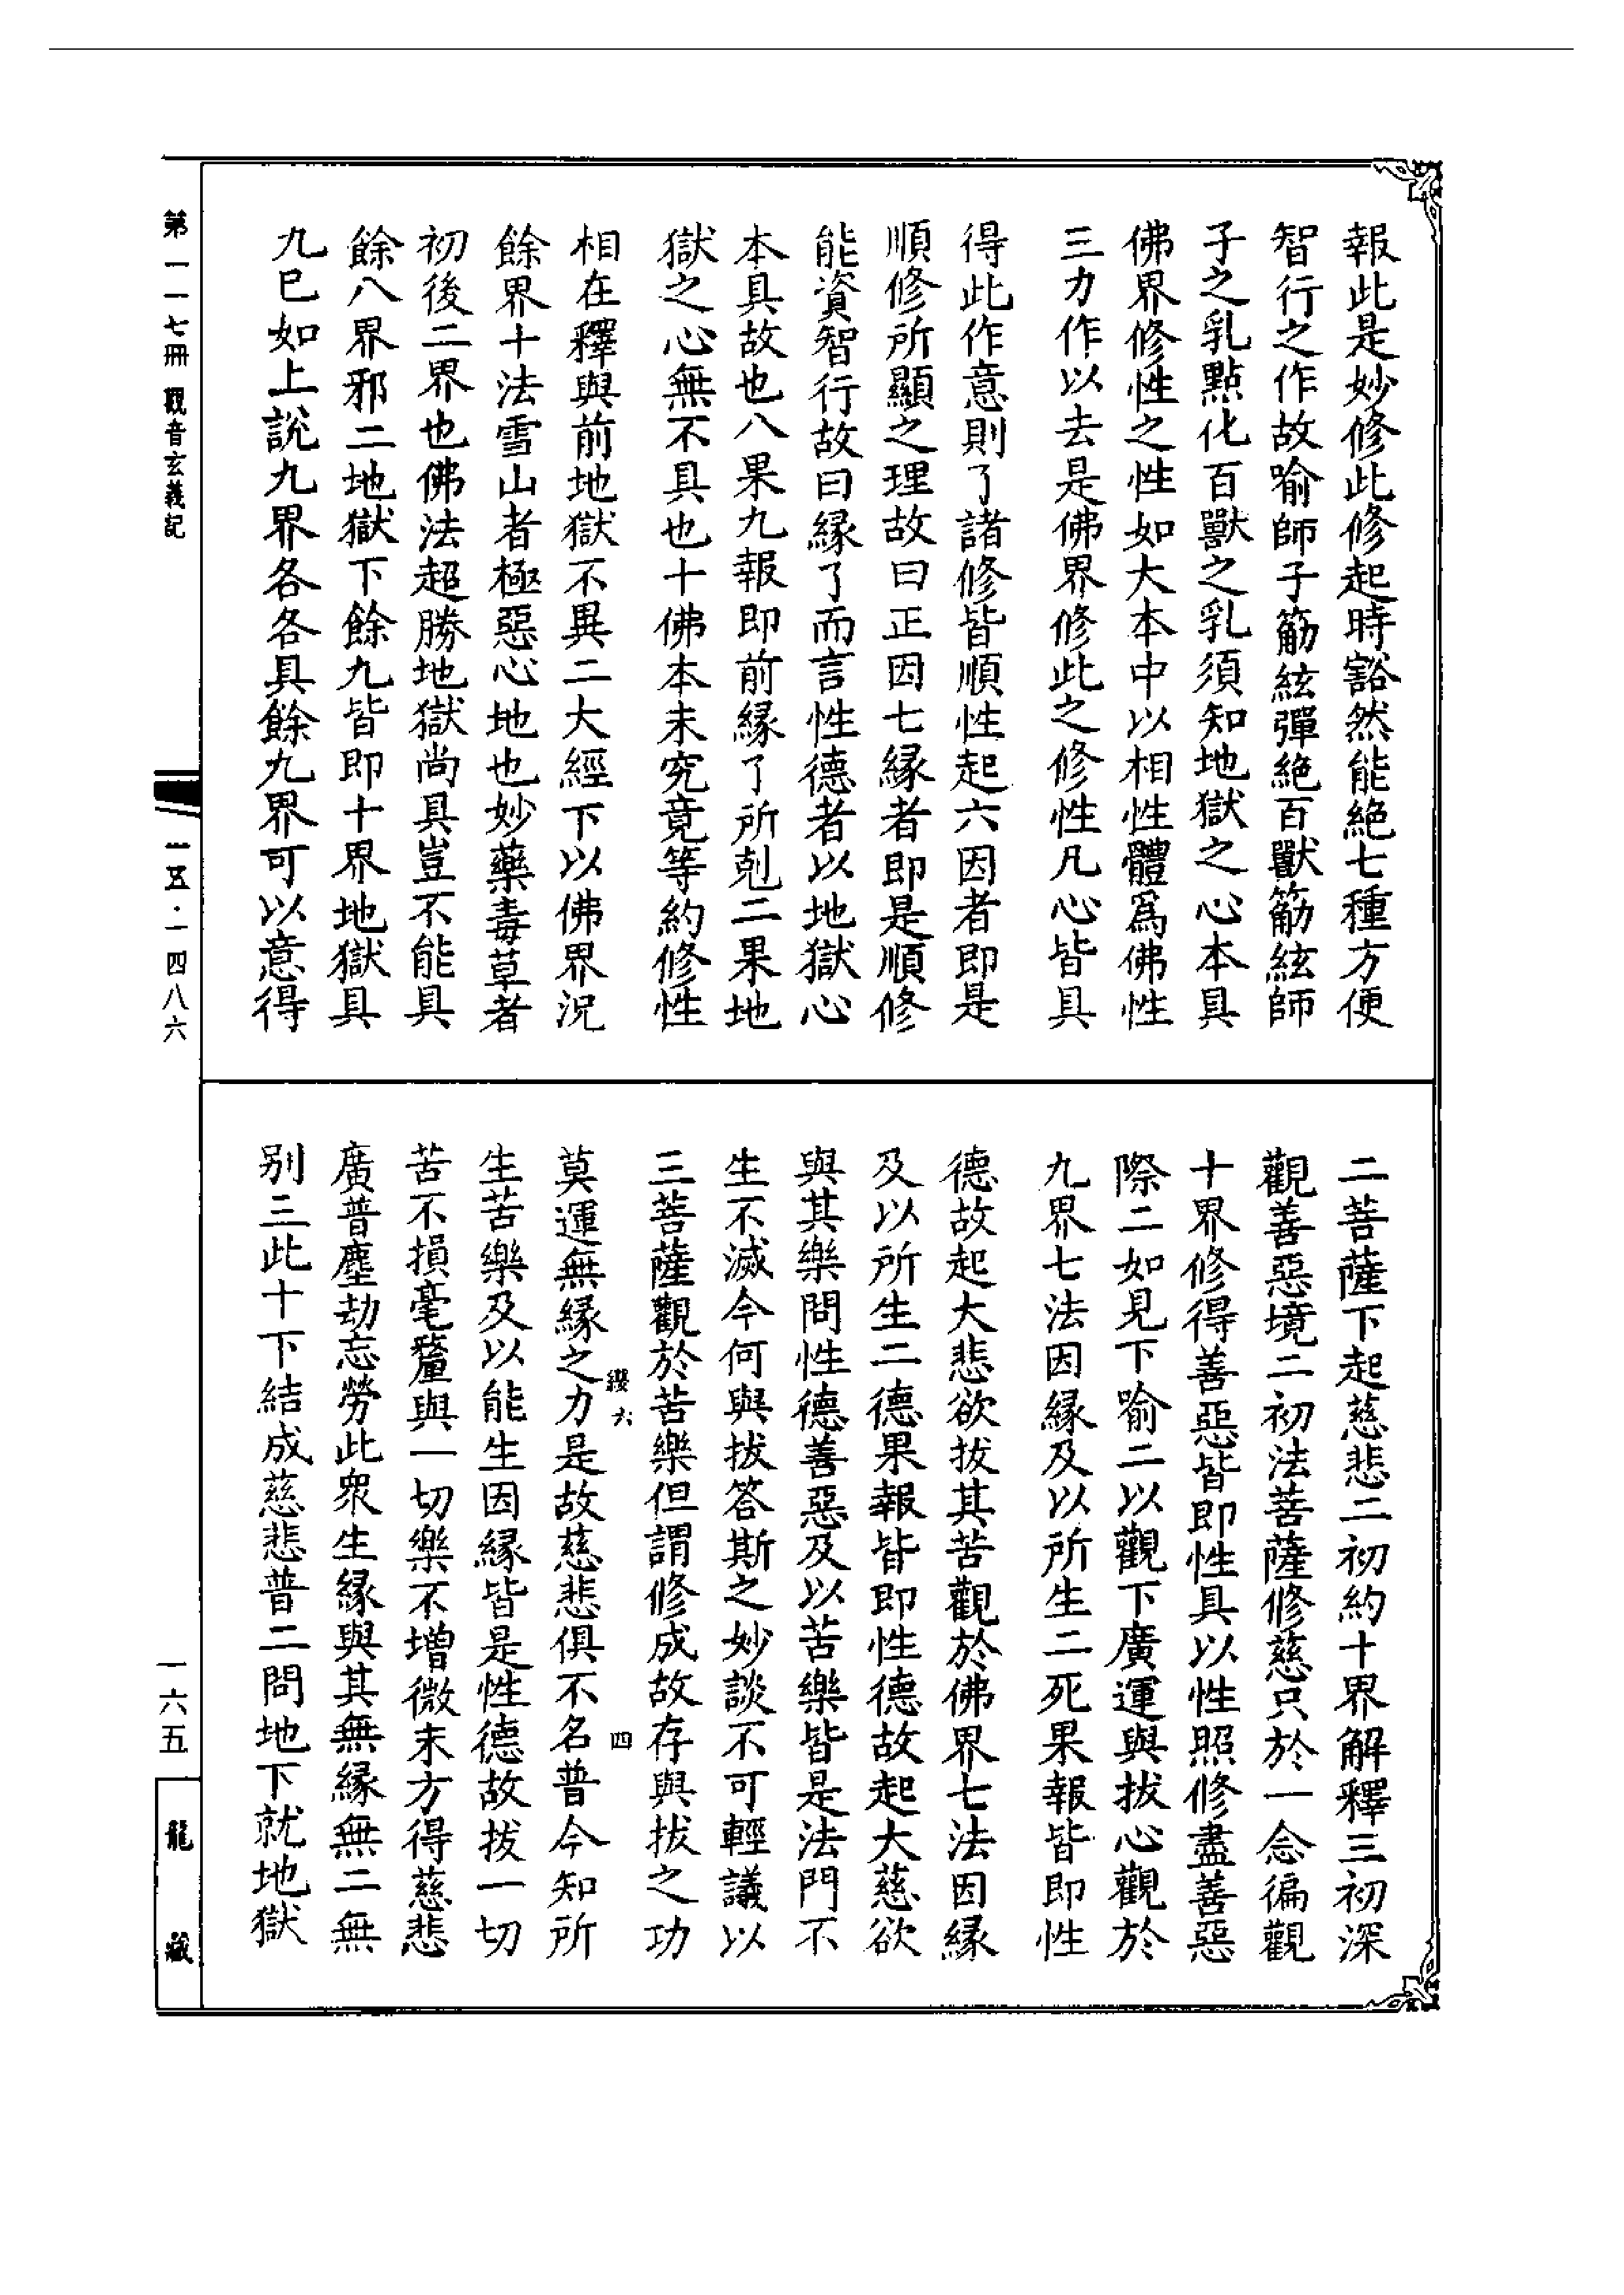 報此是妙修此修起時豁然能絶七種方便
智行之作故喻師子筋絃彈絶百獸筋絃師
子之乳點化百獸之乳須知地獄之心本具
佛界修性之性如大本中以相性體爲佛性
三力作以去是佛界修此之修性凡心皆具
得此作意則了諸修皆順性起六因者即是
順修所顯之理故曰正因七縁者即是順修
能資智行故曰縁了而言性德者以地獄心
本具故也八果九報即前縁了所剋二果地
獄之心無不具也十佛本末究竟等約修性
相在釋與前地獄不異二大經下以佛界況
餘界十法雪山者極惡心地也妙藥毒草者
初後二界也佛法超勝地獄尚具豈不能具
餘八界邪二地獄下餘九皆即十界地獄具
九巳如上說九界各各具餘九界可以意得
二菩薩下起慈悲二初約十界解釋三初深
觀善惡境二初法菩薩修慈只於一念徧觀
十界修得善惡皆即性具以性照修盡善惡
際二如見下喻二以觀下廣運與拔心觀於
九界七法因縁及以所生二死果報皆即性
德故起大悲欲拔其苦觀於佛界七法因縁
及以所生二德果報皆即性德故起大慈欲
與其樂問性德善惡及以苦樂皆是法門不
生不滅今何與拔答斯之妙談不可輕議以
三菩薩觀於苦樂但謂修成故存與拔之功
莫運無縁之力是故慈悲俱不名普今知所
生苦樂及以能生因縁皆是性德故拔一切
苦不損毫釐與一切樂不增微末方得慈悲
廣普塵劫忘勞此衆生縁與其無縁無二無
别三此十下結成慈悲普二問地下就地獄
纓六
四
第一一七冊 觀音玄義記
一五·一四八六
一六五
龍藏